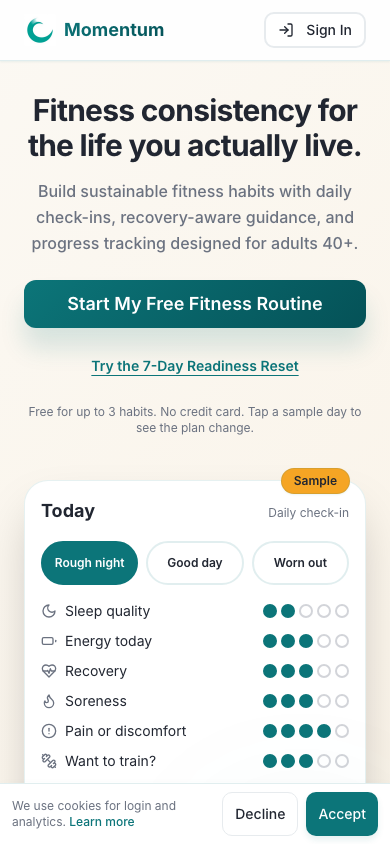 Momentum
Sign In
Fitness consistency for
the life you actually live.
Build sustainable fitness habits with daily
check-ins, recovery-aware guidance, and
progress tracking designed for adults 40+.
Start My Free Fitness Routine
Try the 7-Day Readiness Reset
Free for up to 3 habits. No credit card. Tap a sample day to
see the plan change.
Sample
Today
Daily check-in
Rough night
Good day
Worn out
Sleep quality
Energy today
Recovery
Soreness
Pain or discomfort
Want to train?
We use cookies for login and
analytics. Learn more
Decline
Accept